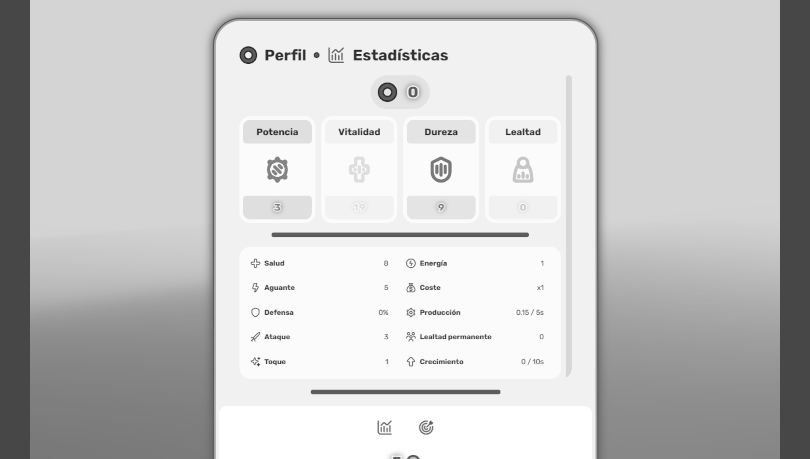 Perfil • Estadísticas
0
Potencia Vitalidad Dureza Lealtad
3 9 0
Salud 8 Energía 1
Aguante 5 Coste x1
Defensa 0% Producción 0.15 / 5s
Ataque 3 Lealtad permanente 0
Toque 1 Crecimiento 0 / 10s